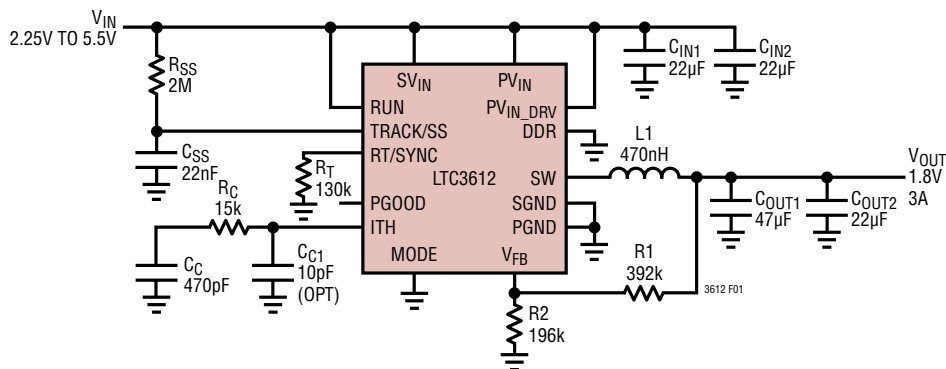 VIN
2.25V TO 5.5V
RSS
2M
CSS
22nF
RC
15k
CC
470pF
CC1
10pF
(OPT)
RT
130k
SVIN
PVIN
RUN
TRACK/SS
RT/SYNC
PGOOD
ITH
MODE
LTC3612
PVIN_DRV
DDR
SW
SGND
PGND
VFB
CIN1
22µF
CIN2
22µF
L1
470nH
VOUT
1.8V
3A
COUT1
47µF
COUT2
22µF
R1
392k
R2
196k
3612 F01